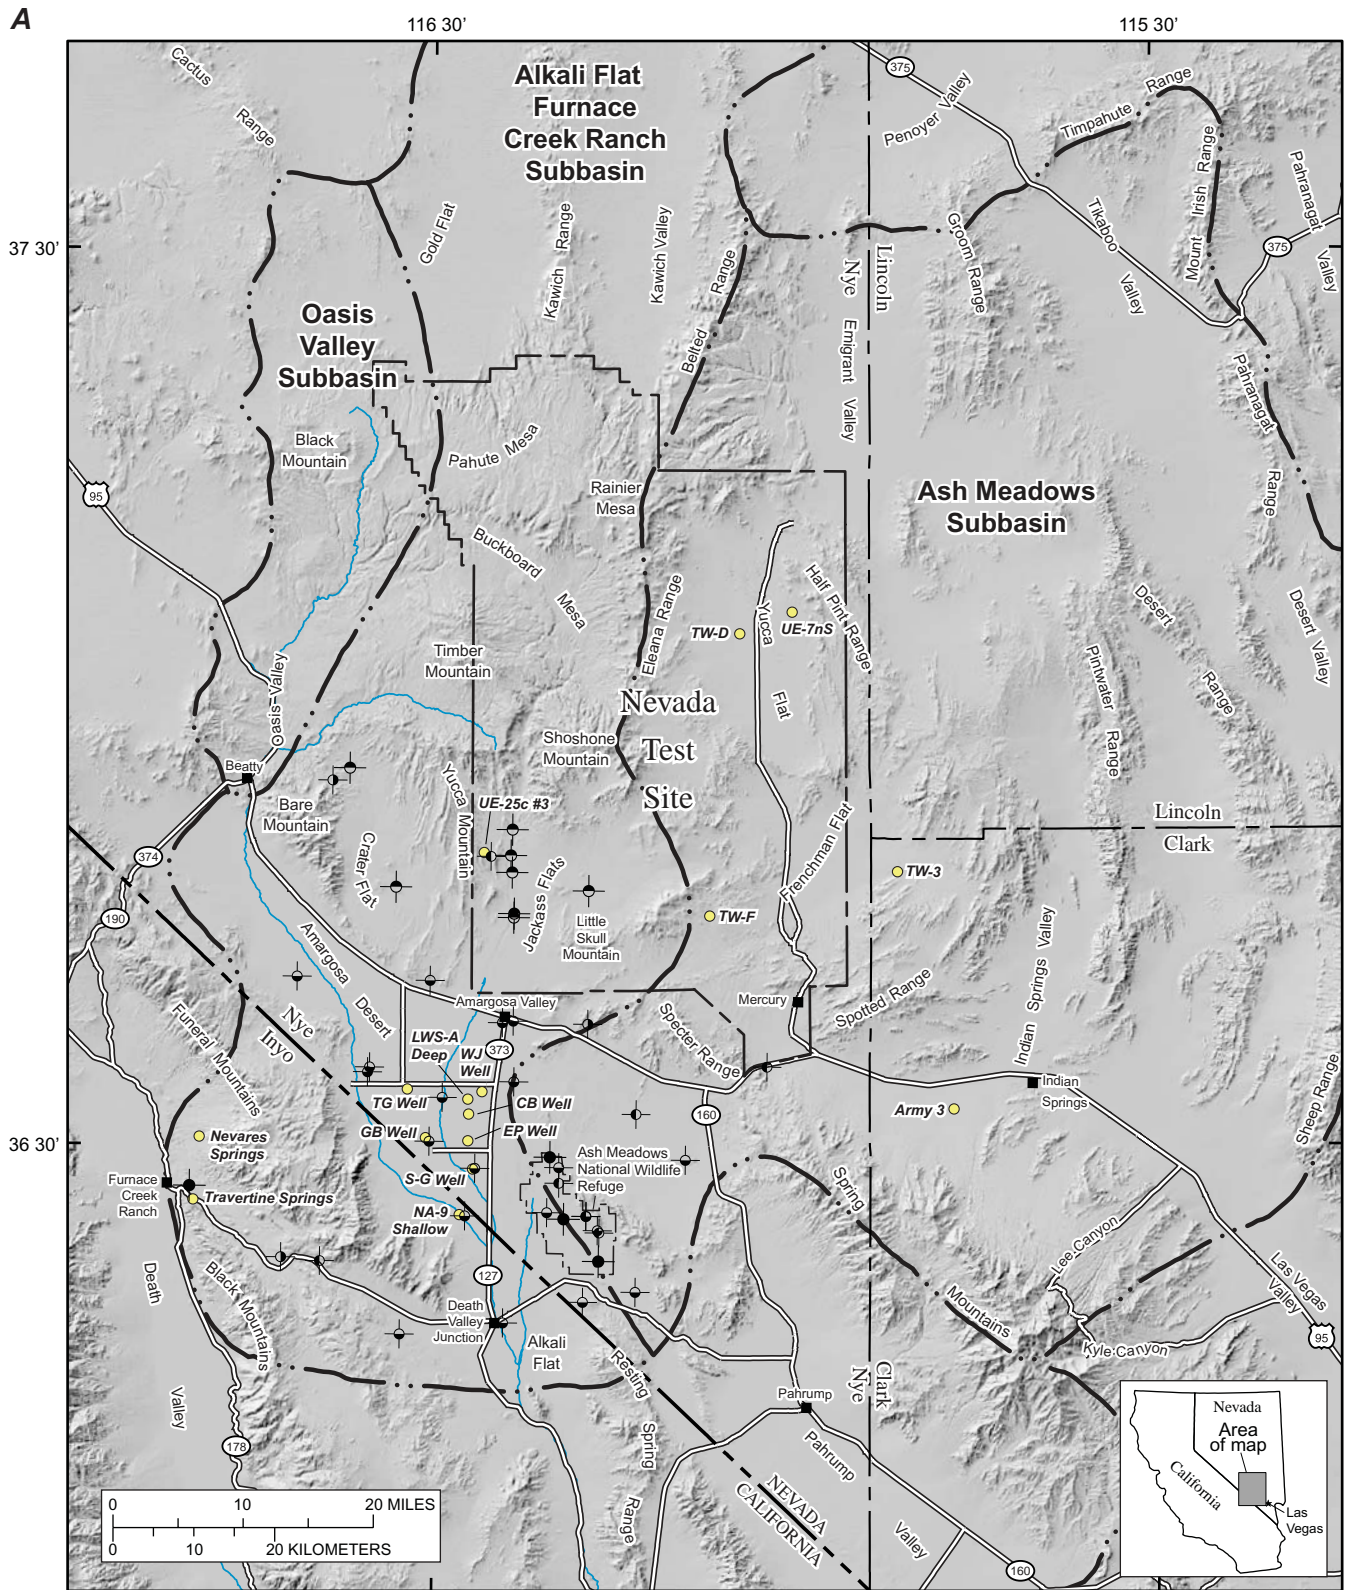 A
116 30’
115 30’
37 30’
36 30’
Cactus
Range
Alkali Flat
Furnace
Creek Ranch
Subbasin
375
Penoyer Valley
Timpahute Range
Mount Irish Range
Pahranagat
Valley
375
Tikaboo
Valley
Groom Range
Gold Flat
Kawich Range
Kawich Valley
Belted Range
Lincoln
Nye
Emigrant Valley
Oasis
Valley
Subbasin
Pahranagat
Range
Black
Mountain
Pahute Mesa
Rainier
Mesa
Ash Meadows
Subbasin
95
Buckboard
Mesa
Eleana Range
Half Pint Range
TW-D
UE-7nS
Yucca
Flat
Desert
Range
Desert Valley
Pintwater
Range
Timber
Mountain
Oasis Valley
Nevada
Test
Site
Shoshone
Mountain
Beatty
Bare
Mountain
Yucca
Mountain
UE-25c #3
Crater Flat
Jackass Flats
Little
Skull
Mountain
Frenchman Flat
Lincoln
Clark
TW-3
TW-F
374
190
Amargosa
Desert
Amargosa Valley
Mercury
Spotted Range
Indian Springs Valley
Specter Range
Nye
Inyo
Funeral Mountains
LWS-A
Deep
WJ
Well
373
TG Well
CB Well
GB Well
EP Well
160
Army 3
Indian
Springs
Sheep Range
Nevares
Springs
Furnace
Creek
Ranch
Travertine Springs
S-G Well
NA-9
Shallow
Ash Meadows
National Wildlife
Refuge
Spring
Mountains
Lee Canyon
Kyle Canyon
Las Vegas
Valley
95
Death
Valley
Black Mountains
127
Death
Valley
Junction
Alkali
Flat
Resting
Spring
Range
Clark
Nye
Pahrump
Pahrump
Valley
178
NEVADA
CALIFORNIA
160
0 10 20 MILES
0 10 20 KILOMETERS
Nevada
Area
of map
California
Las
Vegas